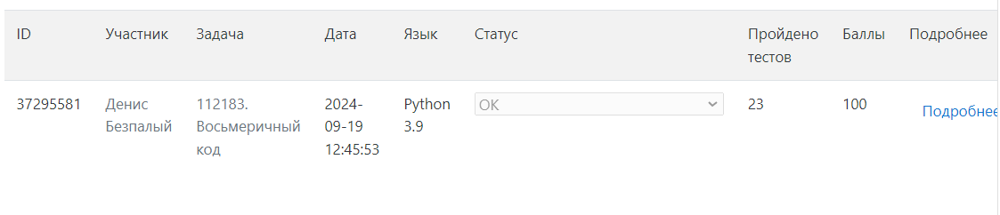 ID Участник Задача Дата Язык Статус Пройдено Баллы Подробнее
тестов
37295581 Денис 112183. 2024- Python OK 23 100 Подробнее
Безпалый Восьмеричный 09-19 3.9
код 12:45:53